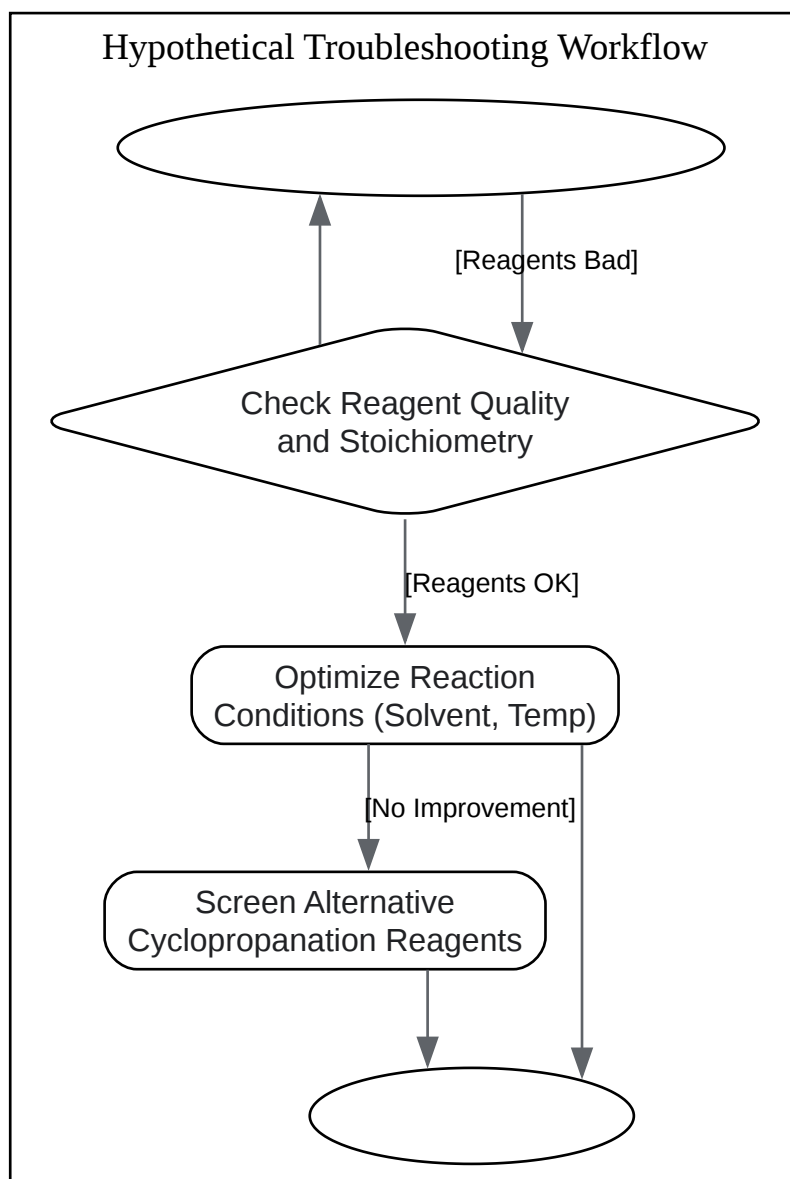 Hypothetical Troubleshooting Workflow
[Reagents Bad]
Check Reagent Quality
and Stoichiometry
[Reagents OK]
Optimize Reaction
Conditions (Solvent, Temp)
[No Improvement]
Screen Alternative
Cyclopropanation Reagents